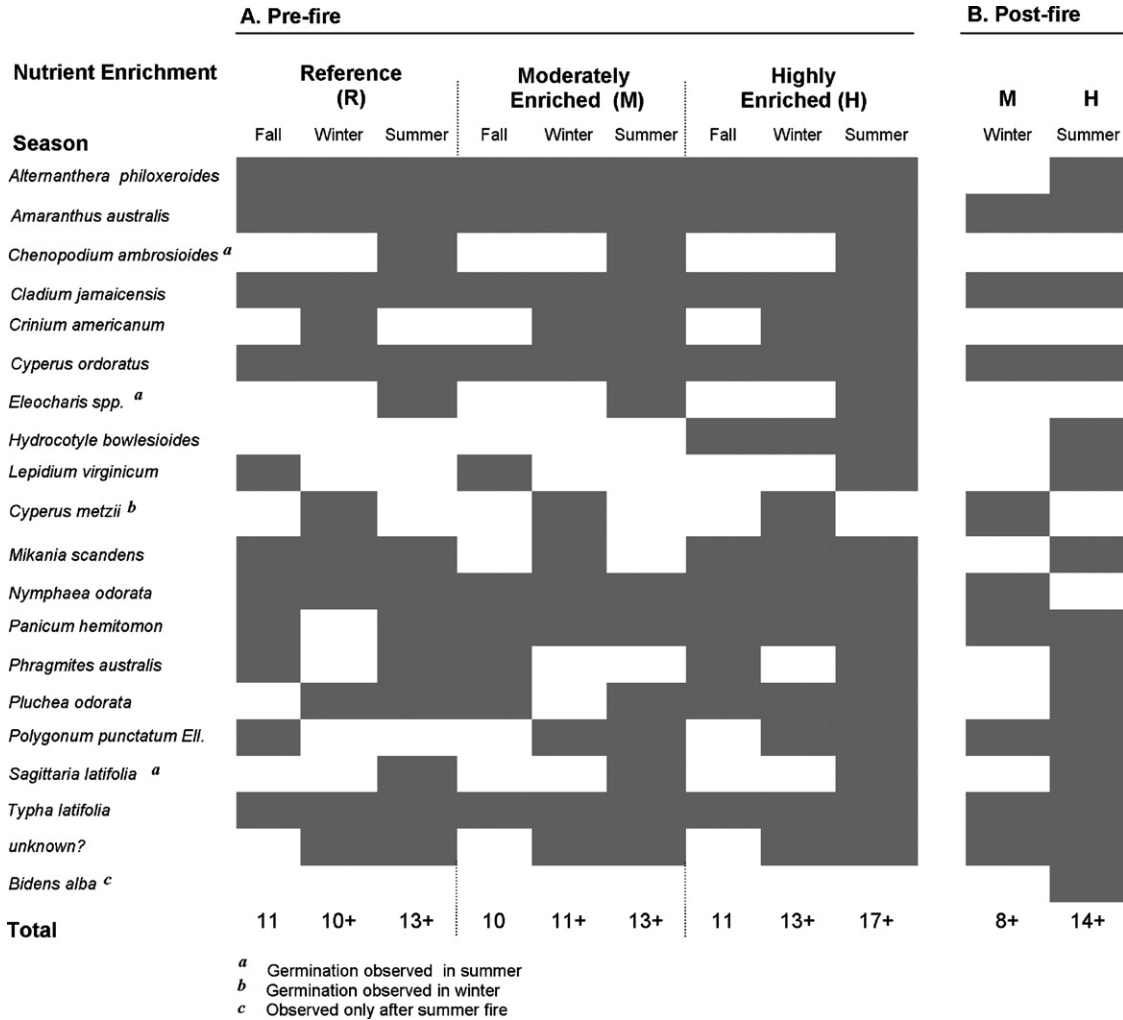 A. Pre-fire B. Post-fire
Nutrient Enrichment Reference Moderately Highly
(R) Enriched (M) Enriched (H) M H
Season Fall Winter Summer Fall Winter Summer Fall Winter Summer Winter Summer
Alternanthera philoxeroides
Amaranthus australis
Chenopodium ambrosioides a
Cladium jamaicensis
Crinium americanum
Cyperus ordoratus
Eleocharis spp. a
Hydrocotyle bowlesioides
Lepidium virginicum
Cyperus metzii b
Mikania scandens
Nymphaea odorata
Panicum hemitomon
Phragmites australis
Pluchea odorata
Polygonum punctatum Ell.
Sagittaria latifolia a
Typha latifolia
unknown?
Bidens alba c
Total 11 10+ 13+ 10 11+ 13+ 11 13+ 17+ 8+ 14+
a Germination observed in summer
b Germination observed in winter
c Observed only after summer fire